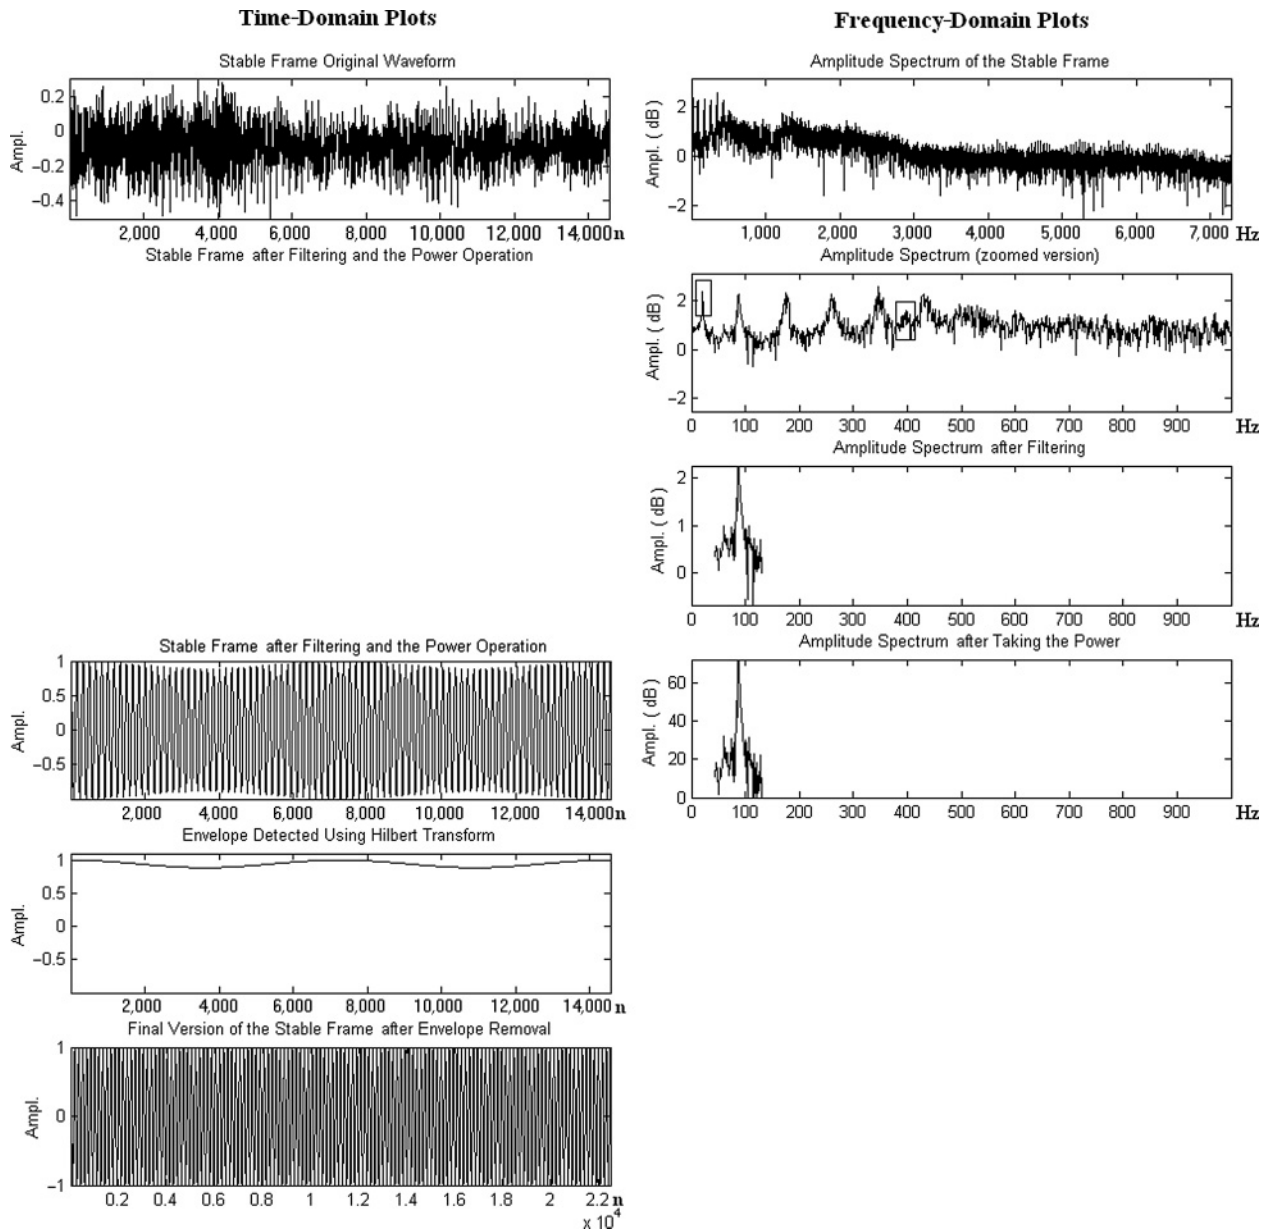 Time-Domain Plots
Stable Frame Original Waveform
0.2
0
−0.2
−0.4
Ampl.
2,000 4,000 6,000 8,000 10,000 12,000 14,000 n
Stable Frame after Filtering and the Power Operation
Stable Frame after Filtering and the Power Operation
1
0.5
0
−0.5
Ampl.
2,000 4,000 6,000 8,000 10,000 12,000 14,000 n
Envelope Detected Using Hilbert Transform
1
0.5
0
−0.5
Ampl.
2,000 4,000 6,000 8,000 10,000 12,000 14,000 n
Final Version of the Stable Frame after Envelope Removal
1
0
−1
Ampl.
0.2 0.4 0.6 0.8 1 1.2 1.4 1.6 1.8 2 2.2 n
x 10^4
Frequency-Domain Plots
Amplitude Spectrum of the Stable Frame
2
0
−2
Ampl. ( dB )
1,000 2,000 3,000 4,000 5,000 6,000 7,000 Hz
Amplitude Spectrum (zoomed version)
2
0
−2
Ampl. ( dB )
0 100 200 300 400 500 600 700 800 900 Hz
Amplitude Spectrum after Filtering
2
1
0
Ampl. ( dB )
0 100 200 300 400 500 600 700 800 900 Hz
Amplitude Spectrum after Taking the Power
60
40
20
0
Ampl. ( dB )
0 100 200 300 400 500 600 700 800 900 Hz